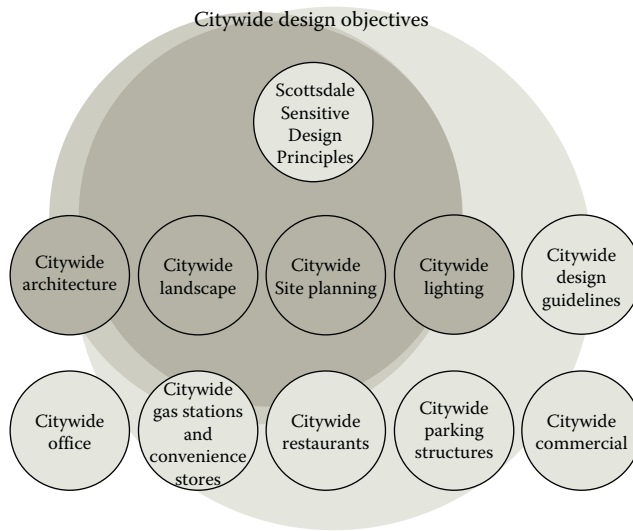 Citywide design objectives
Scottsdale
Sensitive
Design
Principles
Citywide
architecture
Citywide
landscape
Citywide
Site planning
Citywide
lighting
Citywide
design
guidelines
Citywide
office
Citywide
gas stations
and
convenience
stores
Citywide
restaurants
Citywide
parking
structures
Citywide
commercial